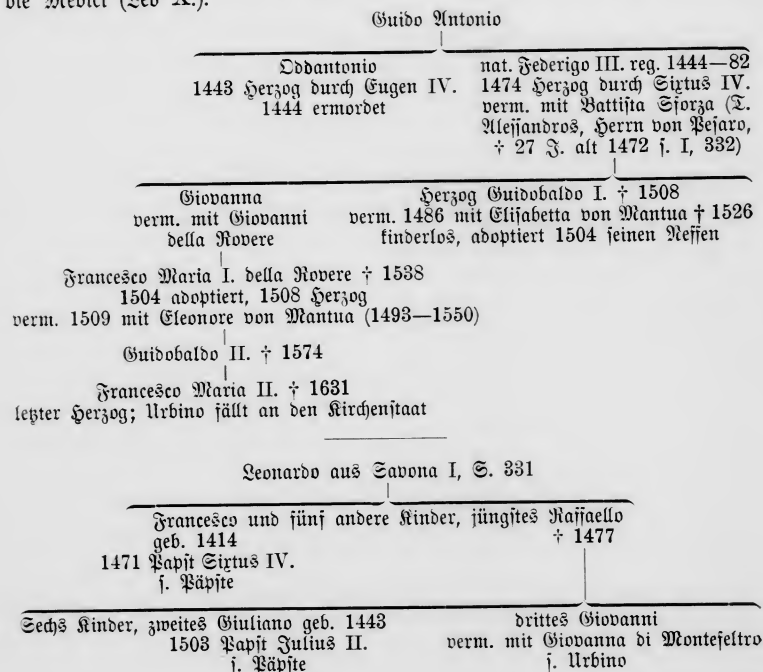 die Medici (Leo X.).
Guido Antonio
Oddantonio
1443 Herzog durch Eugen IV.
1444 ermordet
nat. Federigo III. reg. 1444—82
1474 Herzog durch Sixtus IV.
verm. mit Battista Sforza (T.
Alessandros, Herrn von Pesaro,
† 27 J. alt 1472 s. I, 332)
Giovanna
verm. mit Giovanni
della Rovere
Herzog Guidobaldo I. † 1508
verm. 1486 mit Elisabetta von Mantua † 1526
kinderlos, adoptiert 1504 seinen Neffen
Francesco Maria I. della Rovere † 1538
1504 adoptiert, 1508 Herzog
verm. 1509 mit Eleonore von Mantua (1493—1550)
Guidobaldo II. † 1574
Francesco Maria II. † 1631
letzter Herzog; Urbino fällt an den Kirchenstaat
Leonardo aus Savona I, S. 331
Francesco und fünf andere Kinder, jüngstes Raffaello
geb. 1414
† 1477
1471 Papst Sixtus IV.
s. Päpste
Sechs Kinder, zweites Giuliano geb. 1443
1503 Papst Julius II.
s. Päpste
drittes Giovanni
verm. mit Giovanna di Montefeltro
s. Urbino